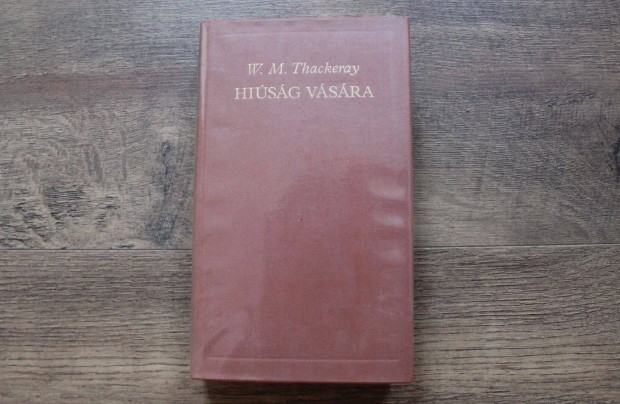 W. M. Thackeray
HIÚSÁG VÁSÁRA